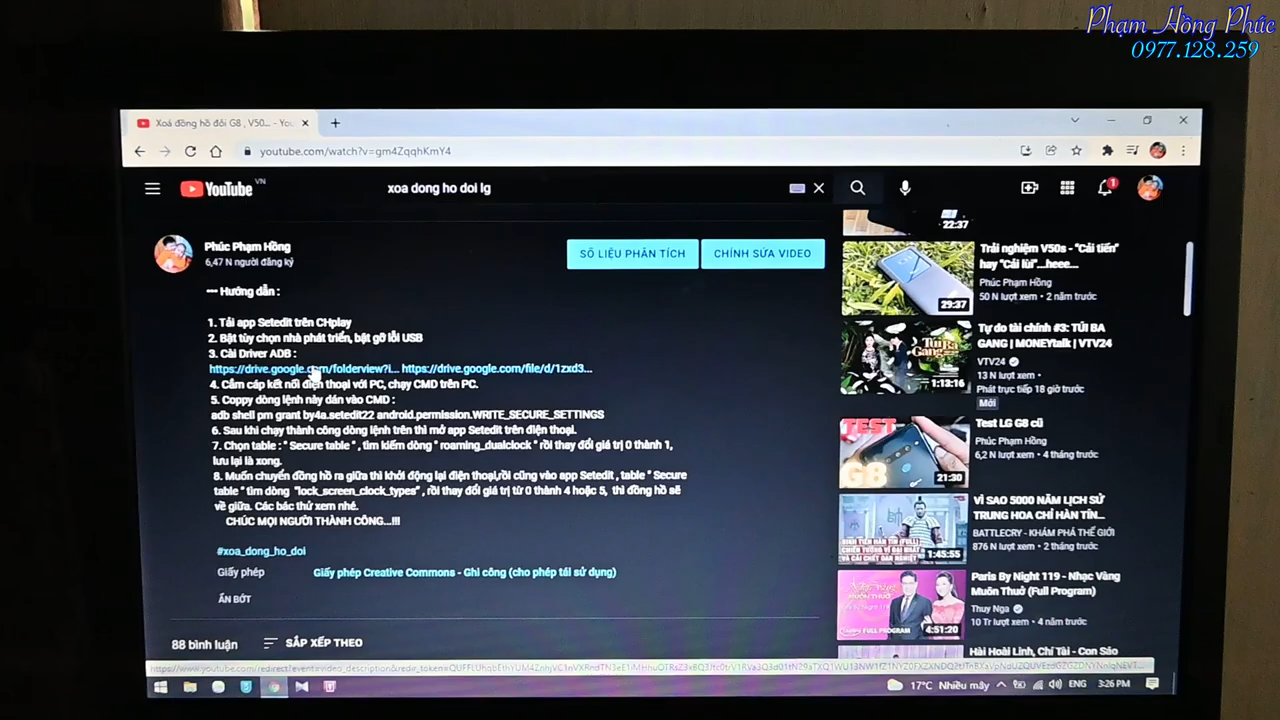 Phạm Hồng Phúc
0977.128.259
Xoá đồng hồ đôi G8 , V50... - You
youtube.com/watch?v=gm4ZqqhKmY4
YouTube VN
xoa dong ho doi lg
1
Phúc Phạm Hồng
6,47 N người đăng ký
SỐ LIỆU PHÂN TÍCH
CHỈNH SỬA VIDEO
--- Hướng dẫn :
1. Tải app Setedit trên CHplay
2. Bật tùy chọn nhà phát triển, bật gỡ lỗi USB
3. Cài Driver ADB :
https://drive.google.com/folderview?i... https://drive.google.com/file/d/1zxd3...
4. Cắm cáp kết nối điện thoại với PC, chạy CMD trên PC.
5. Coppy dòng lệnh này dán vào CMD :
adb shell pm grant by4a.setedit22 android.permission.WRITE_SECURE_SETTINGS
6. Sau khi chạy thành công dòng lệnh trên thì mở app Setedit trên điện thoại.
7. Chọn table : " Secure table " , tìm kiếm dòng " roaming_dualclock " rồi thay đổi giá trị 0 thành 1,
lưu lại là xong.
8. Muốn chuyển đồng hồ ra giữa thì khởi động lại điện thoại,rồi cũng vào app Setedit , table " Secure
table " tìm dòng "lock_screen_clock_types" , rồi thay đổi giá trị từ 0 thành 4 hoặc 5, thì đồng hồ sẽ
về giữa. Các bác thử xem nhé.
CHÚC MỌI NGƯỜI THÀNH CÔNG...!!!
#xoa_dong_ho_doi
Giấy phép
Giấy phép Creative Commons - Ghi công (cho phép tái sử dụng)
ẨN BỚT
88 bình luận
SẮP XẾP THEO
22:37
Trải nghiệm V50s - "Cải tiến"
hay "Cải lùi"...heee...
Phúc Phạm Hồng
50 N lượt xem • 2 năm trước
29:37
Tự do tài chính #3: TÚI BA
GANG | MONEYtalk | VTV24
VTV24
13 N lượt xem •
Phát trực tiếp 18 giờ trước
Mới
Túi Ba Gang
1:13:16
Test LG G8 cũ
Phúc Phạm Hồng
6,2 N lượt xem • 4 tháng trước
TEST
G8
21:30
VÌ SAO 5000 NĂM LỊCH SỬ
TRUNG HOA CHỈ HÀN TÍN...
BATTLECRY - KHÁM PHÁ THẾ GIỚI
876 N lượt xem • 2 tháng trước
1:45:55
Paris By Night 119 - Nhạc Vàng
Muôn Thuở (Full Program)
Thuy Nga
10 Tr lượt xem • 4 năm trước
FULL PROGRAM
4:51:20
Hài Hoài Linh, Chí Tài - Con Sáo
17°C Nhiều mây
ENG
3:26 PM